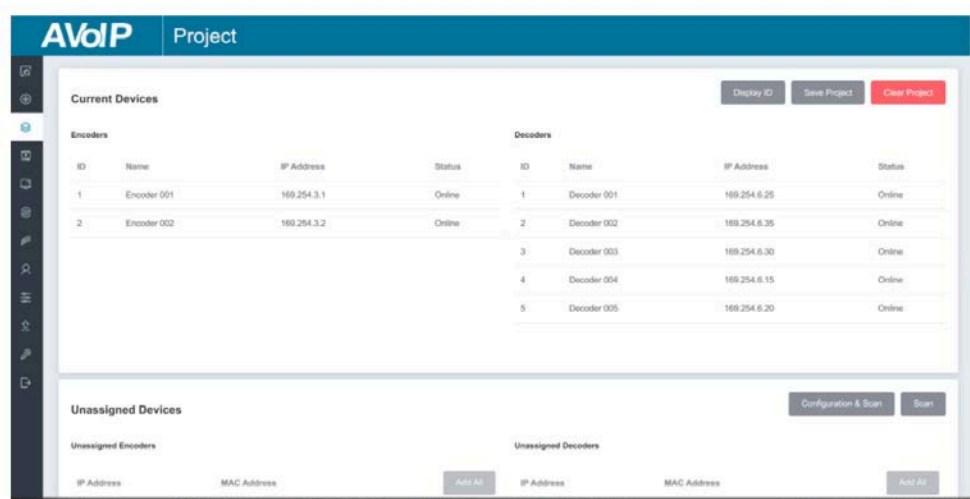 AVoIP Project
Current Devices
Display ID Save Project Clear Project
Encoders
ID Name IP Address Status
1 Encoder 001 169.254.3.1 Online
2 Encoder 002 169.254.3.2 Online
Decoders
ID Name IP Address Status
1 Decoder 001 169.254.6.25 Online
2 Decoder 002 169.254.6.35 Online
3 Decoder 003 169.254.6.30 Online
4 Decoder 004 169.254.6.15 Online
5 Decoder 005 169.254.6.20 Online
Unassigned Devices
Configuration & Scan Scan
Unassigned Encoders
IP Address MAC Address Add All
Unassigned Decoders
IP Address MAC Address Add All